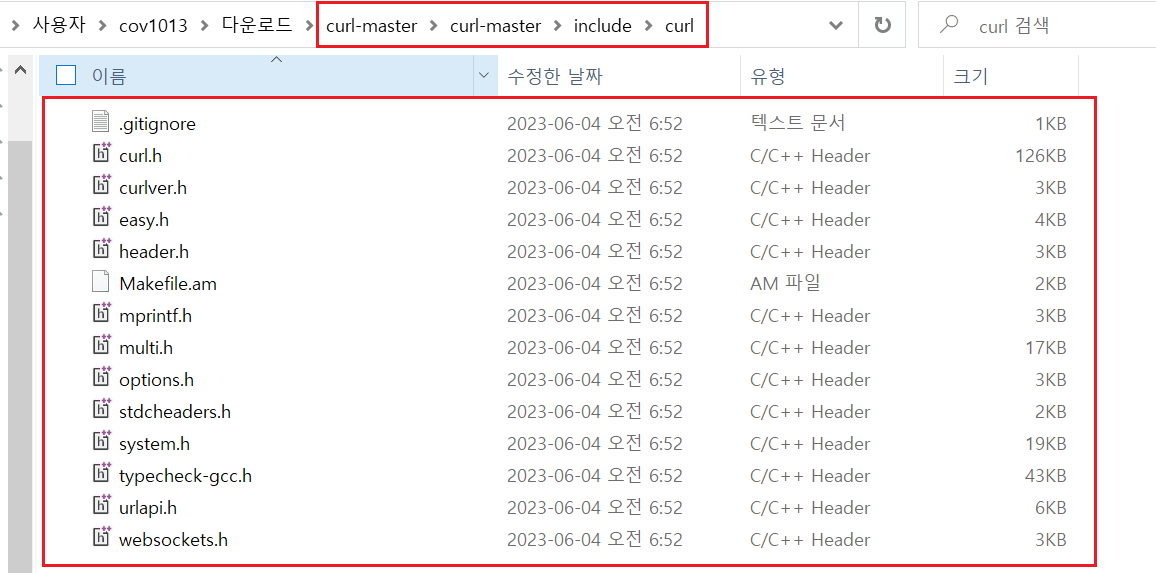 사용자 > cov1013 > 다운로드 > curl-master > curl-master > include > curl curl 검색
이름 수정한 날짜 유형 크기
.gitignore 2023-06-04 오전 6:52 텍스트 문서 1KB
curl.h 2023-06-04 오전 6:52 C/C++ Header 126KB
curlver.h 2023-06-04 오전 6:52 C/C++ Header 3KB
easy.h 2023-06-04 오전 6:52 C/C++ Header 4KB
header.h 2023-06-04 오전 6:52 C/C++ Header 3KB
Makefile.am 2023-06-04 오전 6:52 AM 파일 2KB
mprintf.h 2023-06-04 오전 6:52 C/C++ Header 3KB
multi.h 2023-06-04 오전 6:52 C/C++ Header 17KB
options.h 2023-06-04 오전 6:52 C/C++ Header 3KB
stdcheaders.h 2023-06-04 오전 6:52 C/C++ Header 2KB
system.h 2023-06-04 오전 6:52 C/C++ Header 19KB
typecheck-gcc.h 2023-06-04 오전 6:52 C/C++ Header 43KB
urlapi.h 2023-06-04 오전 6:52 C/C++ Header 6KB
websockets.h 2023-06-04 오전 6:52 C/C++ Header 3KB